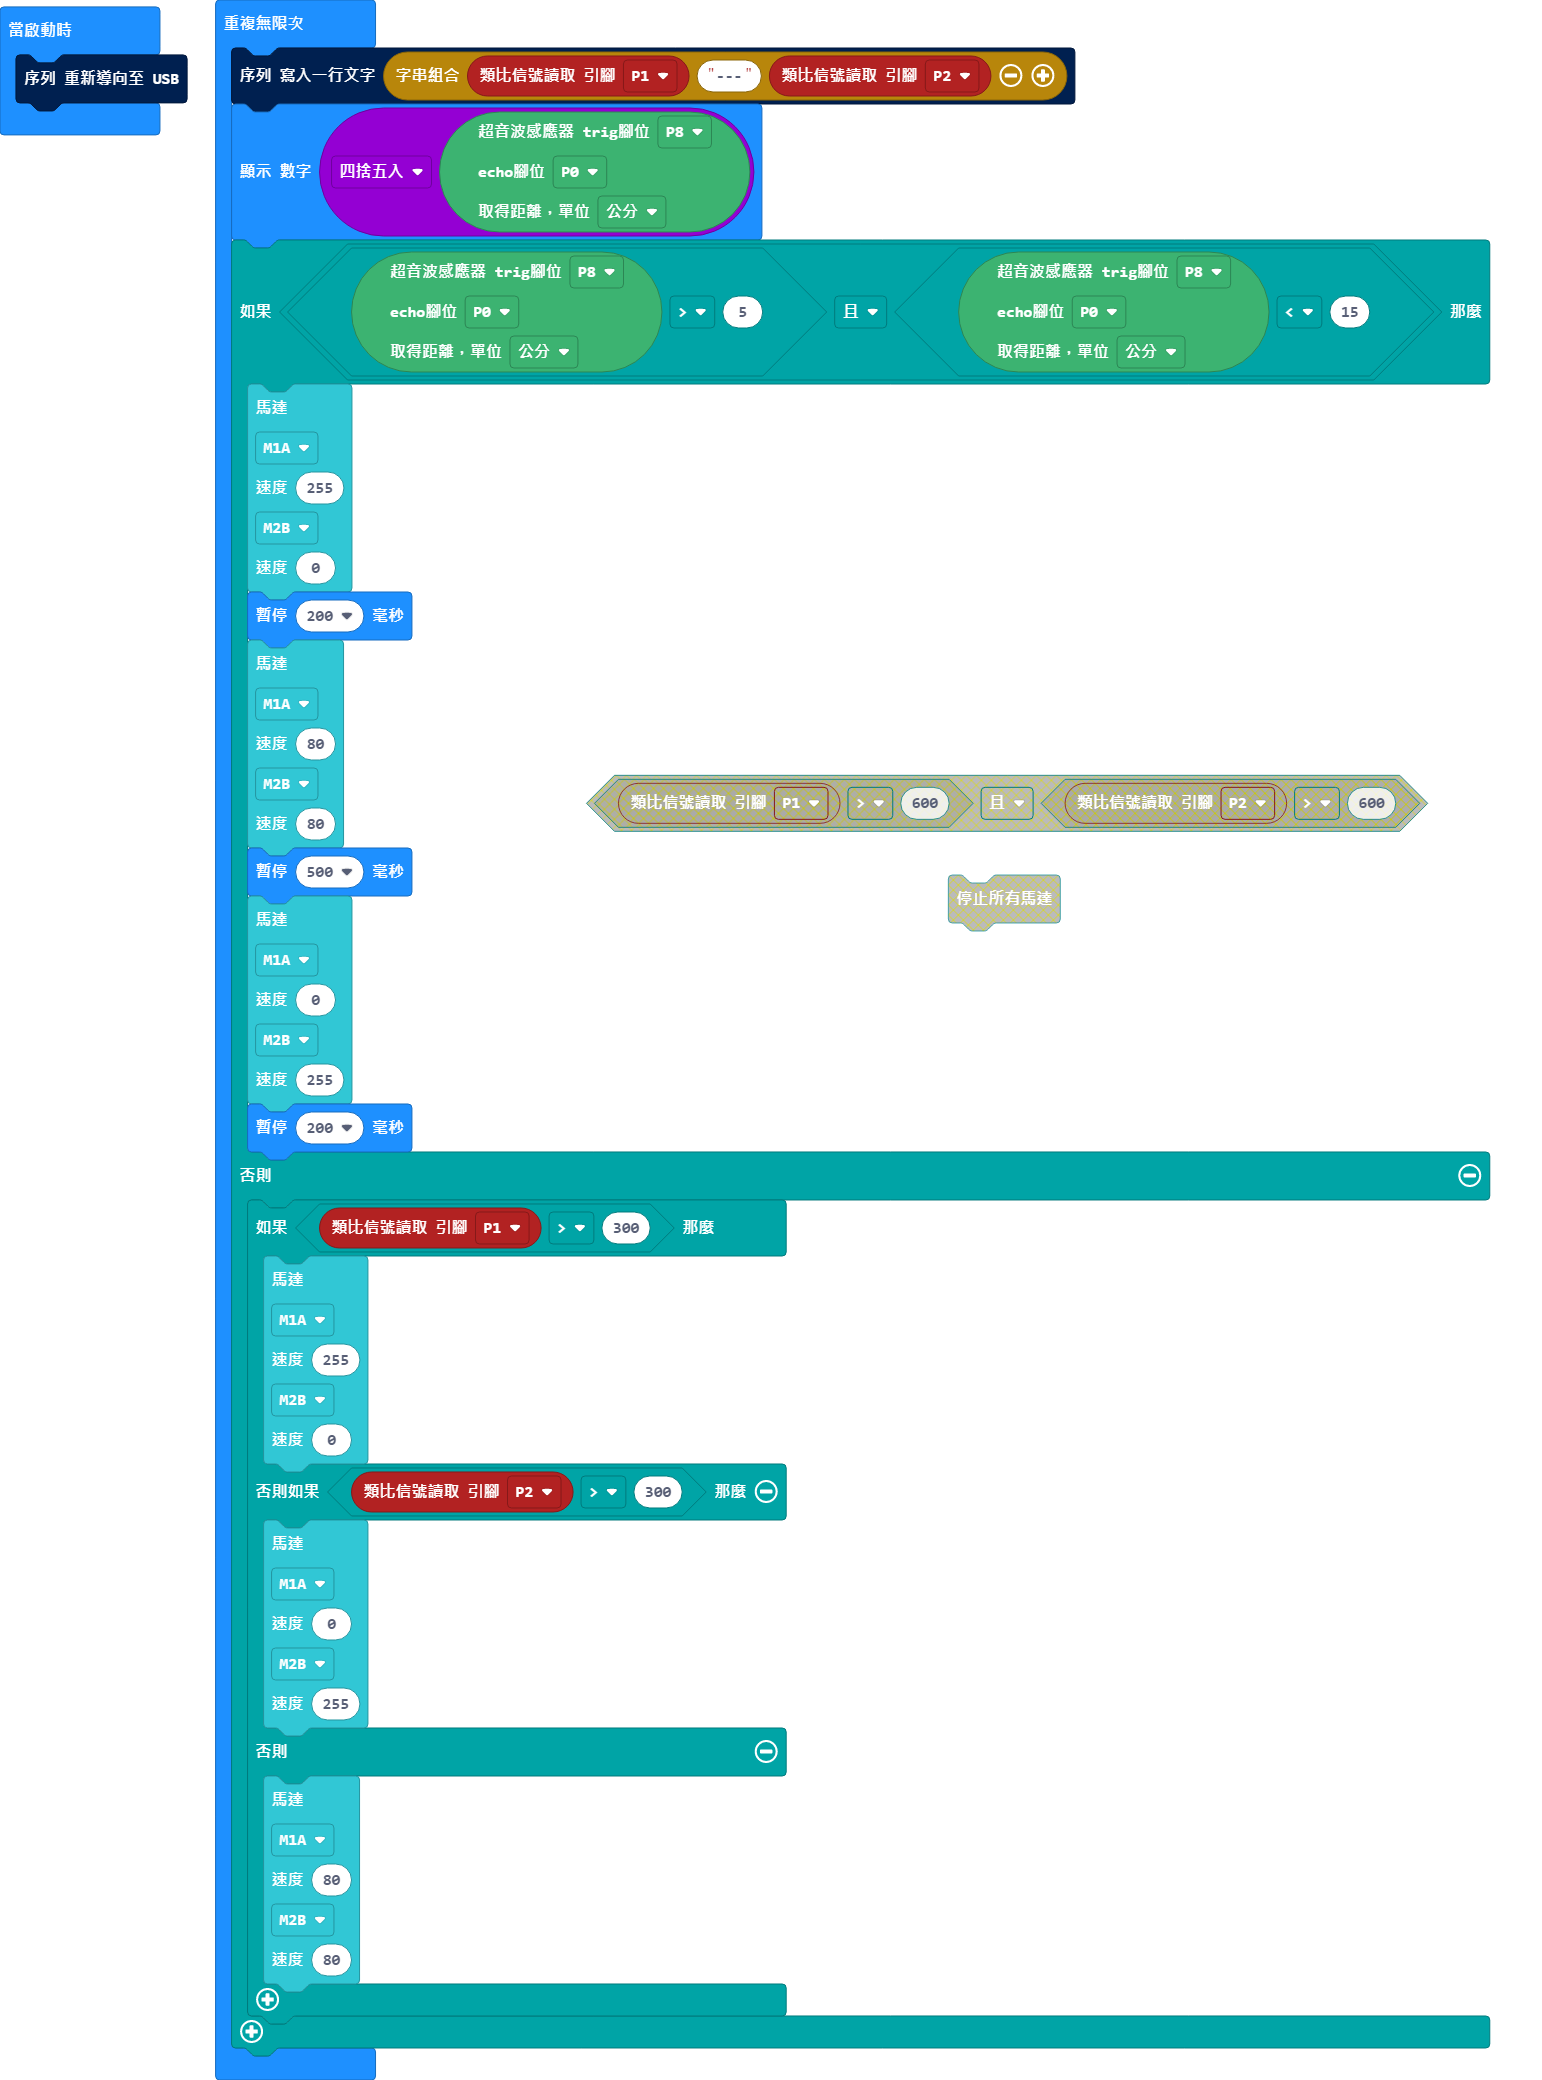 當啟動時
序列 重新導向至 USB
重複無限次
序列 寫入一行文字 字串組合 類比信號讀取 引腳 P1 "---" 類比信號讀取 引腳 P2
顯示 數字 四捨五入 超音波感應器 trig腳位 P8
echo腳位 P0
取得距離，單位 公分
如果 超音波感應器 trig腳位 P8
echo腳位 P0
取得距離，單位 公分
> 5 且 超音波感應器 trig腳位 P8
echo腳位 P0
取得距離，單位 公分
< 15 那麼
馬達
M1A
速度 255
M2B
速度 0
暫停 200 毫秒
馬達
M1A
速度 80
M2B
速度 80
暫停 500 毫秒
馬達
M1A
速度 0
M2B
速度 255
暫停 200 毫秒
類比信號讀取 引腳 P1 > 600 且 類比信號讀取 引腳 P2 > 600
停止所有馬達
否則
如果 類比信號讀取 引腳 P1 > 300 那麼
馬達
M1A
速度 255
M2B
速度 0
否則如果 類比信號讀取 引腳 P2 > 300 那麼
馬達
M1A
速度 0
M2B
速度 255
否則
馬達
M1A
速度 80
M2B
速度 80